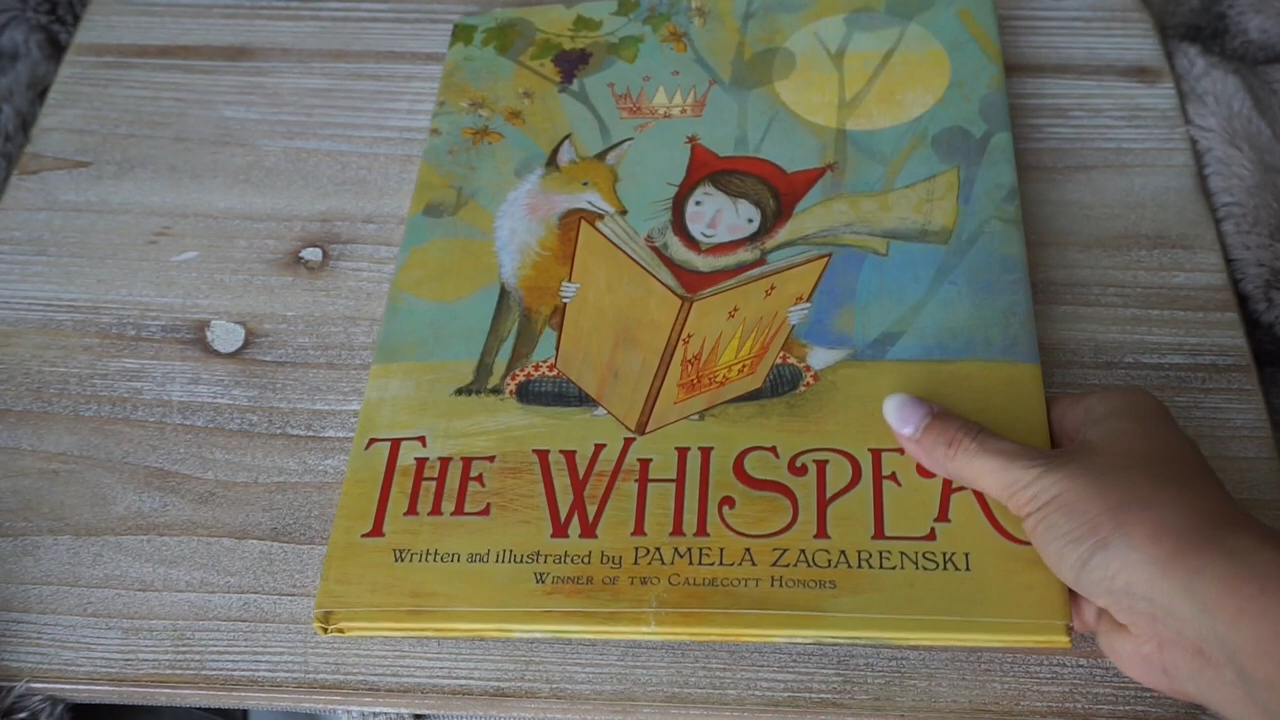 THE WHISPER
Written and illustrated by PAMELA ZAGARENSKI
WINNER OF TWO CALDECOTT HONORS